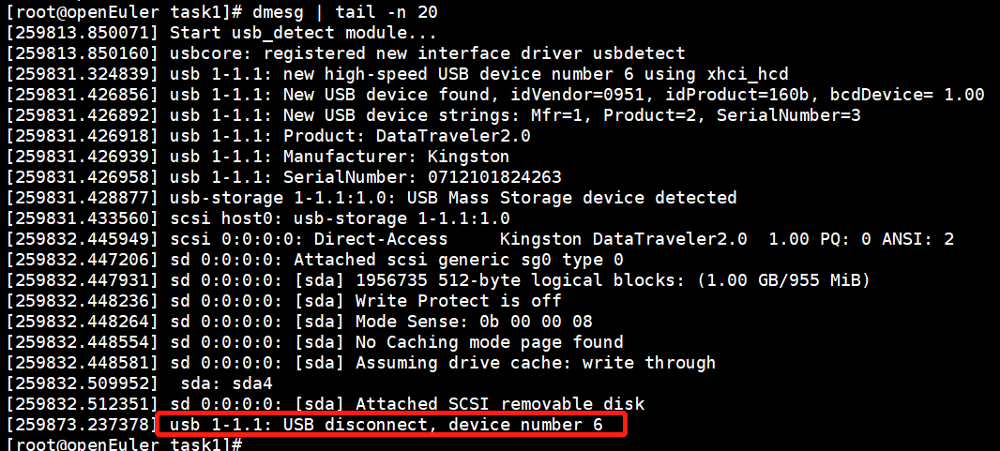 [root@openEuler task1]# dmesg | tail -n 20
[259813.850071] Start usb_detect module...
[259813.850160] usbcore: registered new interface driver usbdetect
[259831.324839] usb 1-1.1: new high-speed USB device number 6 using xhci_hcd
[259831.426856] usb 1-1.1: New USB device found, idVendor=0951, idProduct=160b, bcdDevice= 1.00
[259831.426892] usb 1-1.1: New USB device strings: Mfr=1, Product=2, SerialNumber=3
[259831.426918] usb 1-1.1: Product: DataTraveler2.0
[259831.426939] usb 1-1.1: Manufacturer: Kingston
[259831.426958] usb 1-1.1: SerialNumber: 0712101824263
[259831.428877] usb-storage 1-1.1:1.0: USB Mass Storage device detected
[259831.433560] scsi host0: usb-storage 1-1.1:1.0
[259832.445949] scsi 0:0:0:0: Direct-Access     Kingston DataTraveler2.0  1.00 PQ: 0 ANSI: 2
[259832.447206] sd 0:0:0:0: Attached scsi generic sg0 type 0
[259832.447931] sd 0:0:0:0: [sda] 1956735 512-byte logical blocks: (1.00 GB/955 MiB)
[259832.448236] sd 0:0:0:0: [sda] Write Protect is off
[259832.448264] sd 0:0:0:0: [sda] Mode Sense: 0b 00 00 08
[259832.448554] sd 0:0:0:0: [sda] No Caching mode page found
[259832.448581] sd 0:0:0:0: [sda] Assuming drive cache: write through
[259832.509952]  sda: sda4
[259832.512351] sd 0:0:0:0: [sda] Attached SCSI removable disk
[259873.237378] usb 1-1.1: USB disconnect, device number 6
[root@openEuler task1]#